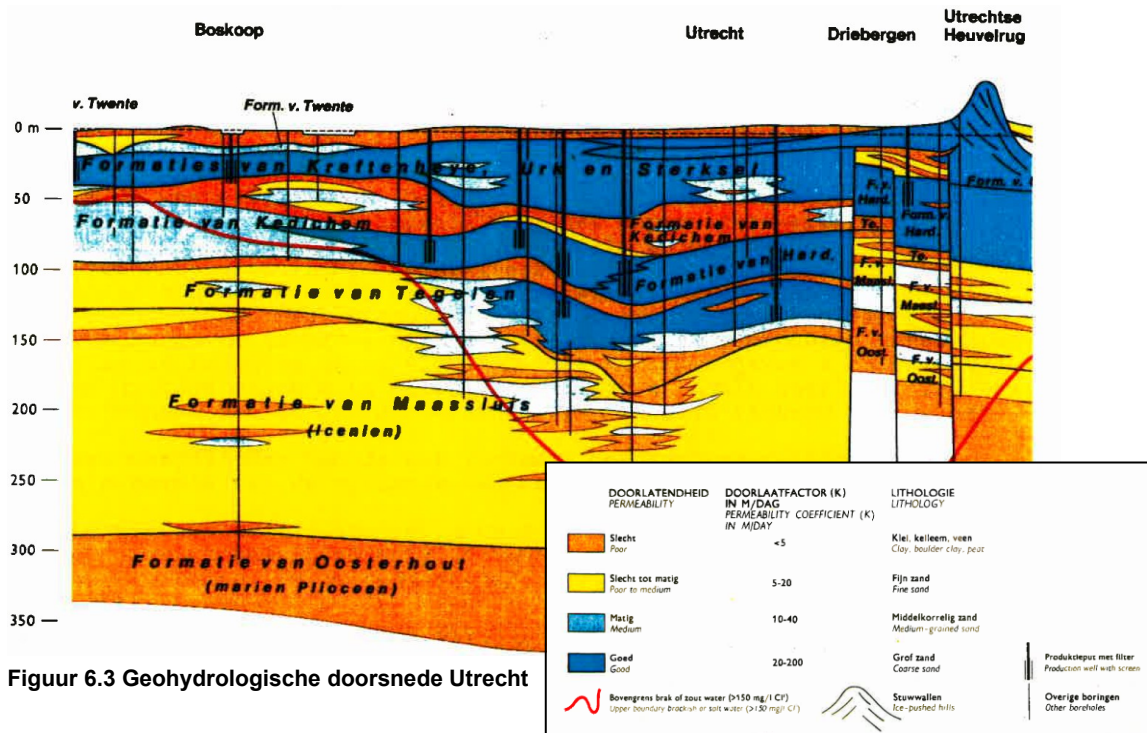 Boskoop
Utrecht
Driebergen
Utrechtse
Heuvelrug
v. Twente
Form. v. Twente
0 m
Formaties van Kreftenheye, Urk en Sterksel
50
Formatie van Kedichem
Formatie van
Kedichem
F. v.
Hard.
Form. v.
Hard.
Te.
Te.
100
Formatie van Hard.
Formatie van Tegelen
F. v.
Maassl.
F. v.
Maassl.
150
F. v.
Oost.
F. v.
Oost.
200
Formatie van Maassluis
(Icenien)
250
300
Formatie van Oosterhout
(marien Plioceen)
350
Figuur 6.3 Geohydrologische doorsnede Utrecht
DOORLATENDHEID
PERMEABILITY
DOORLAATFACTOR (K)
IN M/DAG
PERMEABILITY COEFFICIENT (K)
IN M/DAY
LITHOLOGIE
LITHOLOGY
Slecht
Poor
<5
Klei, keileem, veen
Clay, boulder clay, peat
Slecht tot matig
Poor to medium
5-20
Fijn zand
Fine sand
Matig
Medium
10-40
Middelkorrelig zand
Medium-grained sand
Goed
Good
20-200
Grof zand
Coarse sand
Produktieput met filter
Production well with screen
Bovengrens brak of zout water (>150 mg/l Cl')
Upper boundary brackish or salt water (>150 mg/l Cl')
Stuwwallen
Ice-pushed hills
Overige boringen
Other boreholes